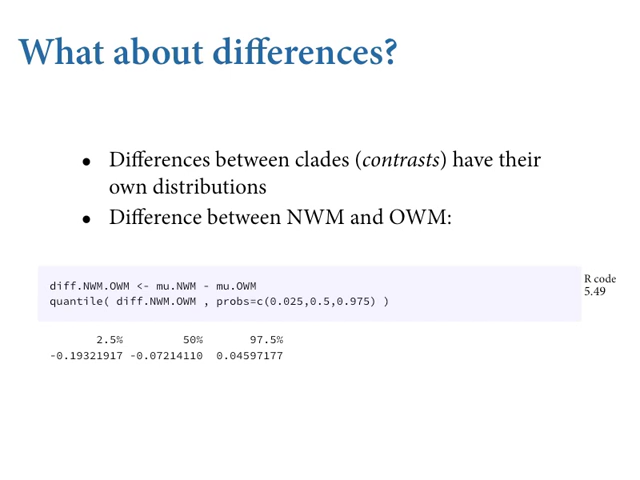 What about differences?
• Differences between clades (contrasts) have their
own distributions
• Difference between NWM and OWM:
diff.NWM.OWM <- mu.NWM - mu.OWM
quantile( diff.NWM.OWM , probs=c(0.025,0.5,0.975) )
R code
5.49
2.5% 50% 97.5%
-0.19321917 -0.07214110 0.04597177